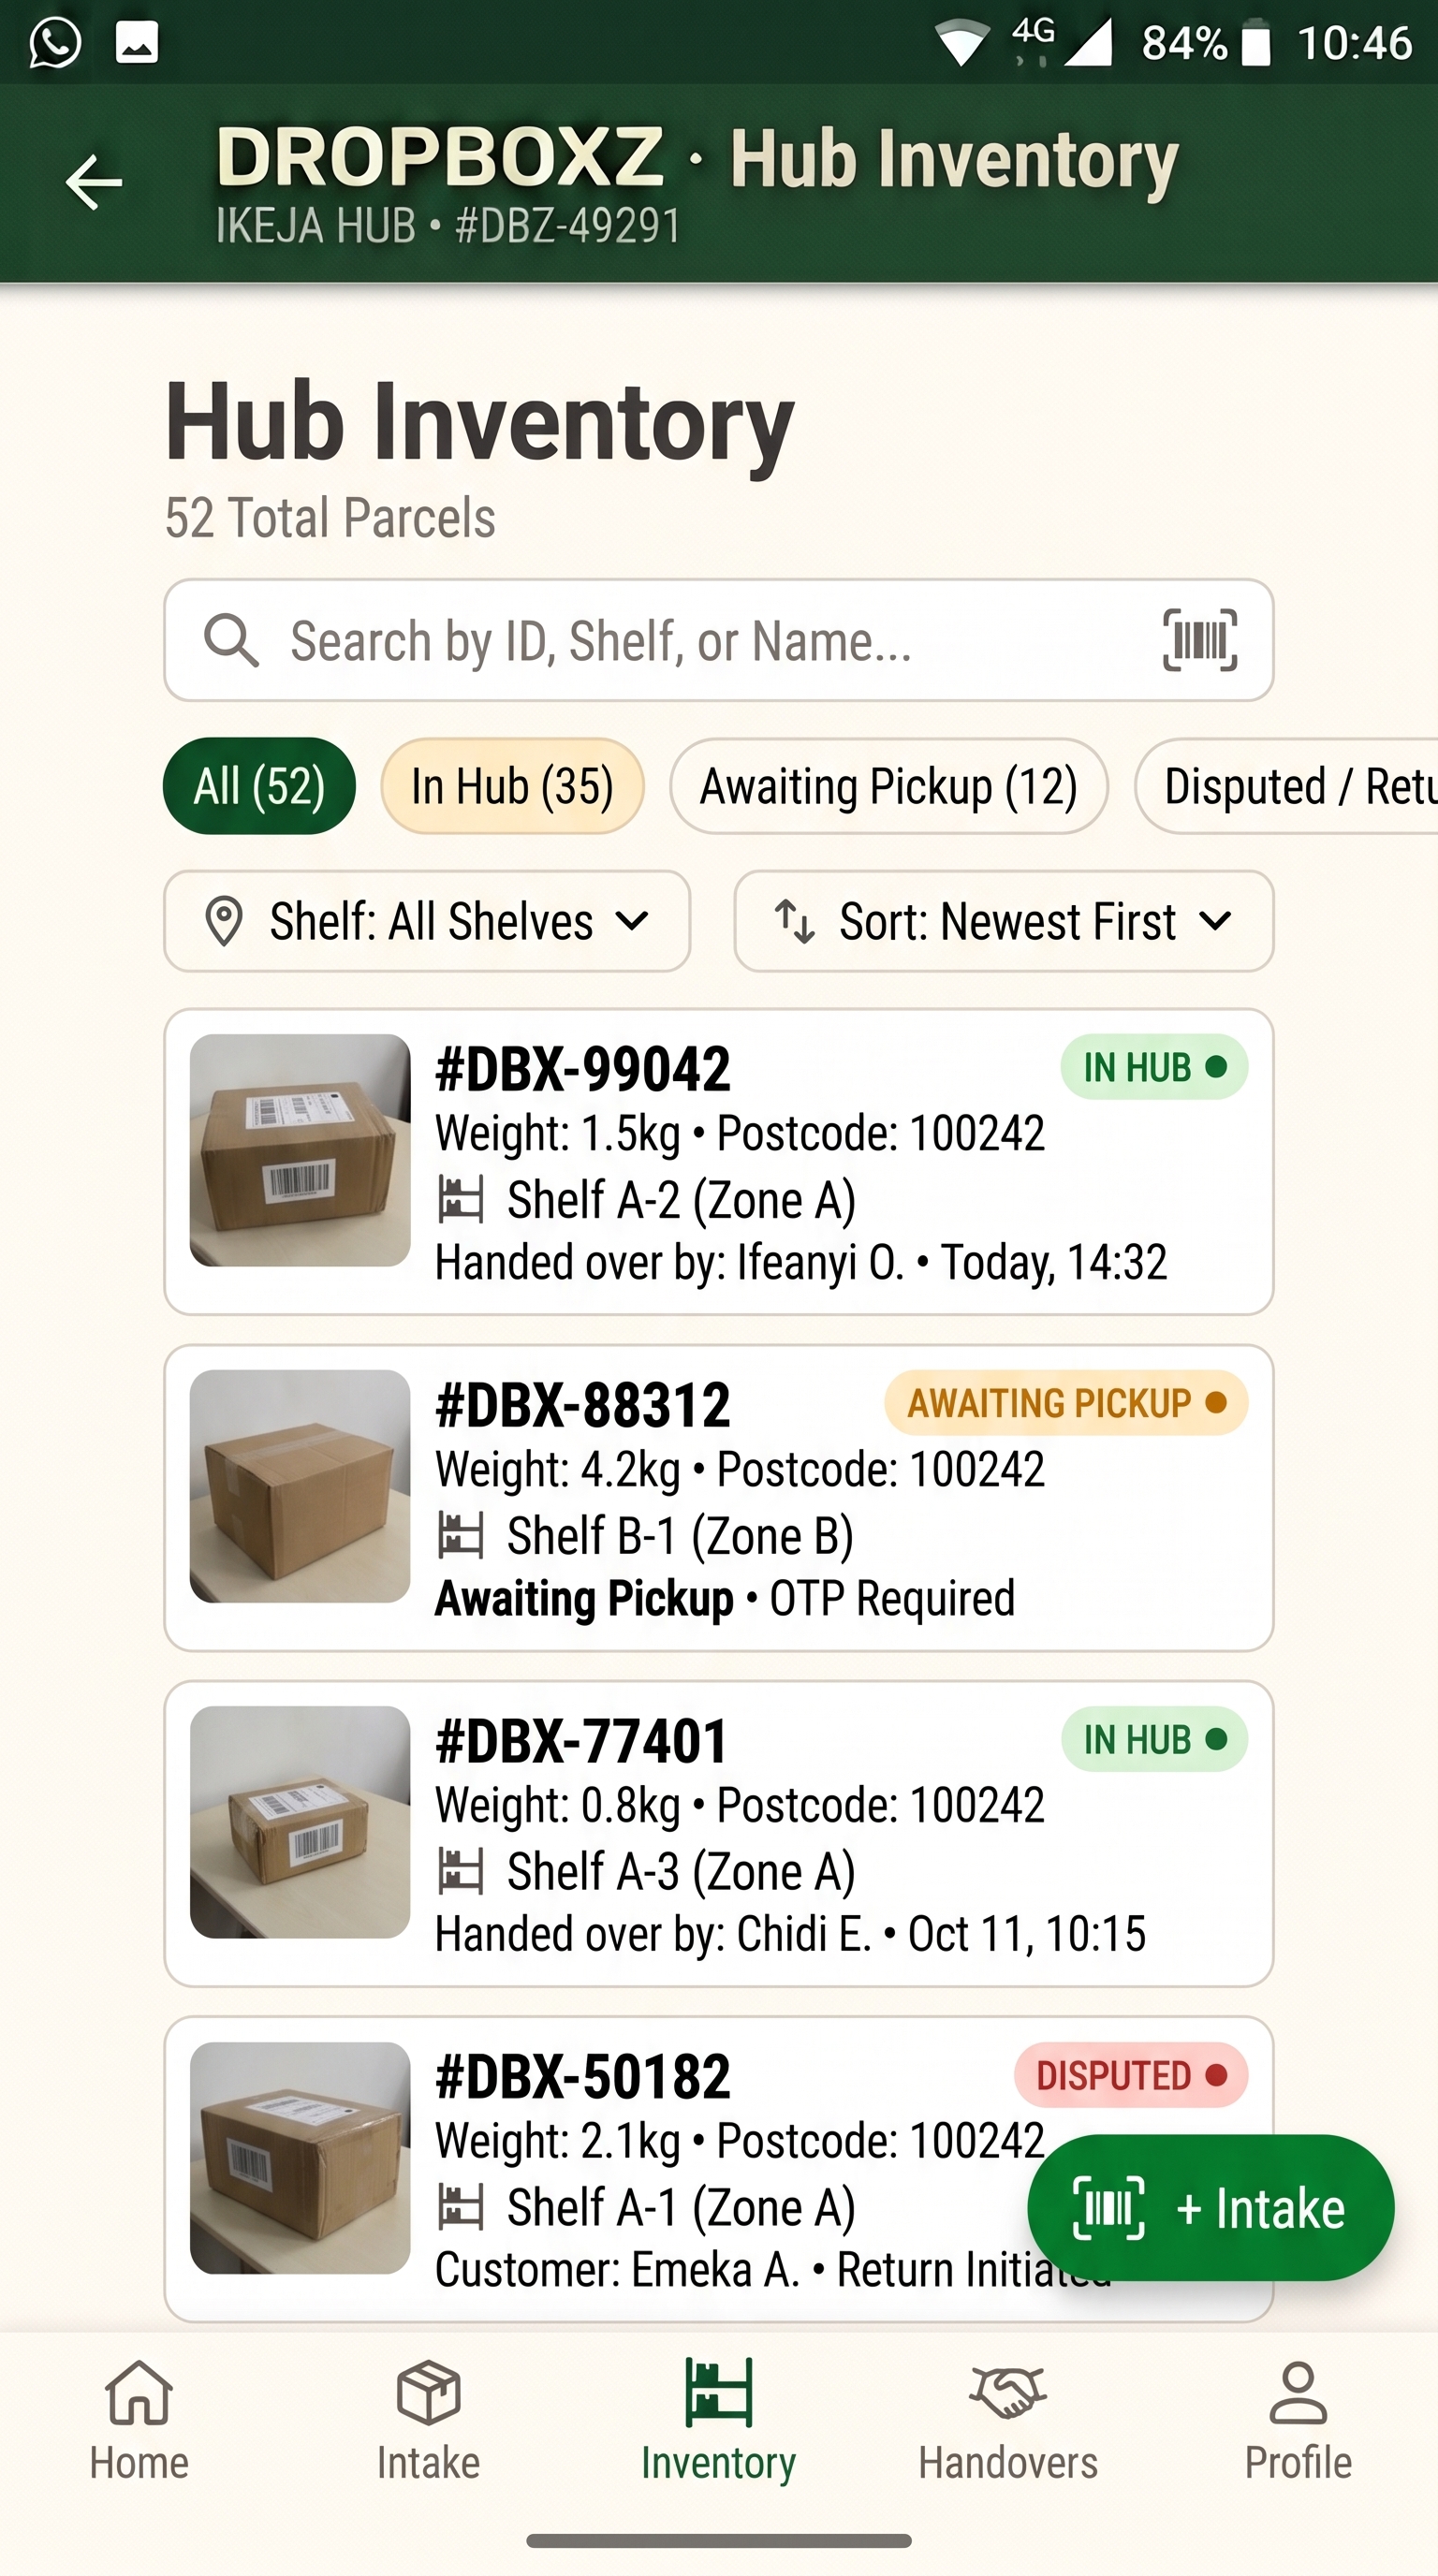 4G 84% 10:46
DROPBOXZ · Hub Inventory
IKEJA HUB • #DBZ-49291
Hub Inventory
52 Total Parcels
Search by ID, Shelf, or Name...
All (52) In Hub (35) Awaiting Pickup (12) Disputed / Retu
Shelf: All Shelves Sort: Newest First
#DBX-99042 IN HUB
Weight: 1.5kg • Postcode: 100242
Shelf A-2 (Zone A)
Handed over by: Ifeanyi O. • Today, 14:32
#DBX-88312 AWAITING PICKUP
Weight: 4.2kg • Postcode: 100242
Shelf B-1 (Zone B)
Awaiting Pickup • OTP Required
#DBX-77401 IN HUB
Weight: 0.8kg • Postcode: 100242
Shelf A-3 (Zone A)
Handed over by: Chidi E. • Oct 11, 10:15
#DBX-50182 DISPUTED
Weight: 2.1kg • Postcode: 100242
Shelf A-1 (Zone A)
Customer: Emeka A. • Return Initiated
+ Intake
Home Intake Inventory Handovers Profile